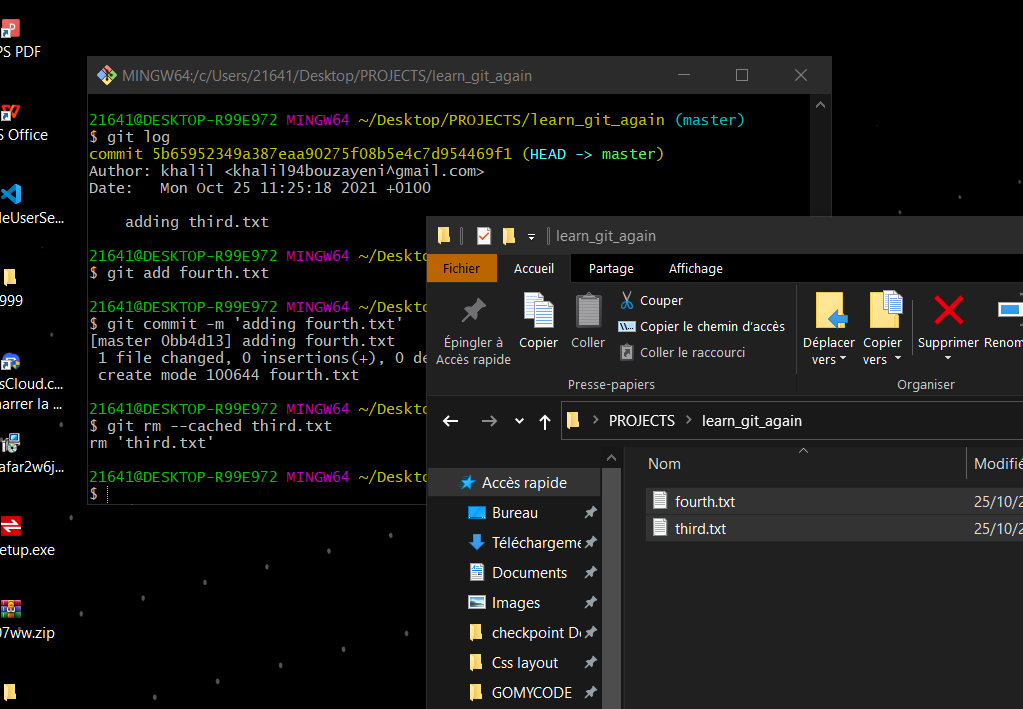 PS PDF
S Office
leUserSe...
999
sCloud.c...
arrer la ...
afar2w6j...
etup.exe
07ww.zip
MINGW64:/c/Users/21641/Desktop/PROJECTS/learn_git_again
21641@DESKTOP-R99E972 MINGW64 ~/Desktop/PROJECTS/learn_git_again (master)
$ git log
commit 5b65952349a387eaa90275f08b5e4c7d954469f1 (HEAD -> master)
Author: khalil <khalil94bouzayeni^gmail.com>
Date:   Mon Oct 25 11:25:18 2021 +0100
adding third.txt
21641@DESKTOP-R99E972 MINGW64 ~/Deskto
$ git add fourth.txt
21641@DESKTOP-R99E972 MINGW64 ~/Deskto
$ git commit -m 'adding fourth.txt'
[master 0bb4d13] adding fourth.txt
1 file changed, 0 insertions(+), 0 de
create mode 100644 fourth.txt
21641@DESKTOP-R99E972 MINGW64 ~/Deskto
$ git rm --cached third.txt
rm 'third.txt'
21641@DESKTOP-R99E972 MINGW64 ~/Deskto
$
learn_git_again
Fichier Accueil Partage Affichage
Épingler à Accès rapide
Copier
Coller
Couper
Copier le chemin d'accès
Coller le raccourci
Presse-papiers
Déplacer vers
Copier vers
Supprimer
Renom
Organiser
PROJECTS > learn_git_again
Accès rapide
Bureau
Téléchargeme
Documents
Images
checkpoint De
Css layout
GOMYCODE
Nom Modifié
fourth.txt 25/10/2
third.txt 25/10/2